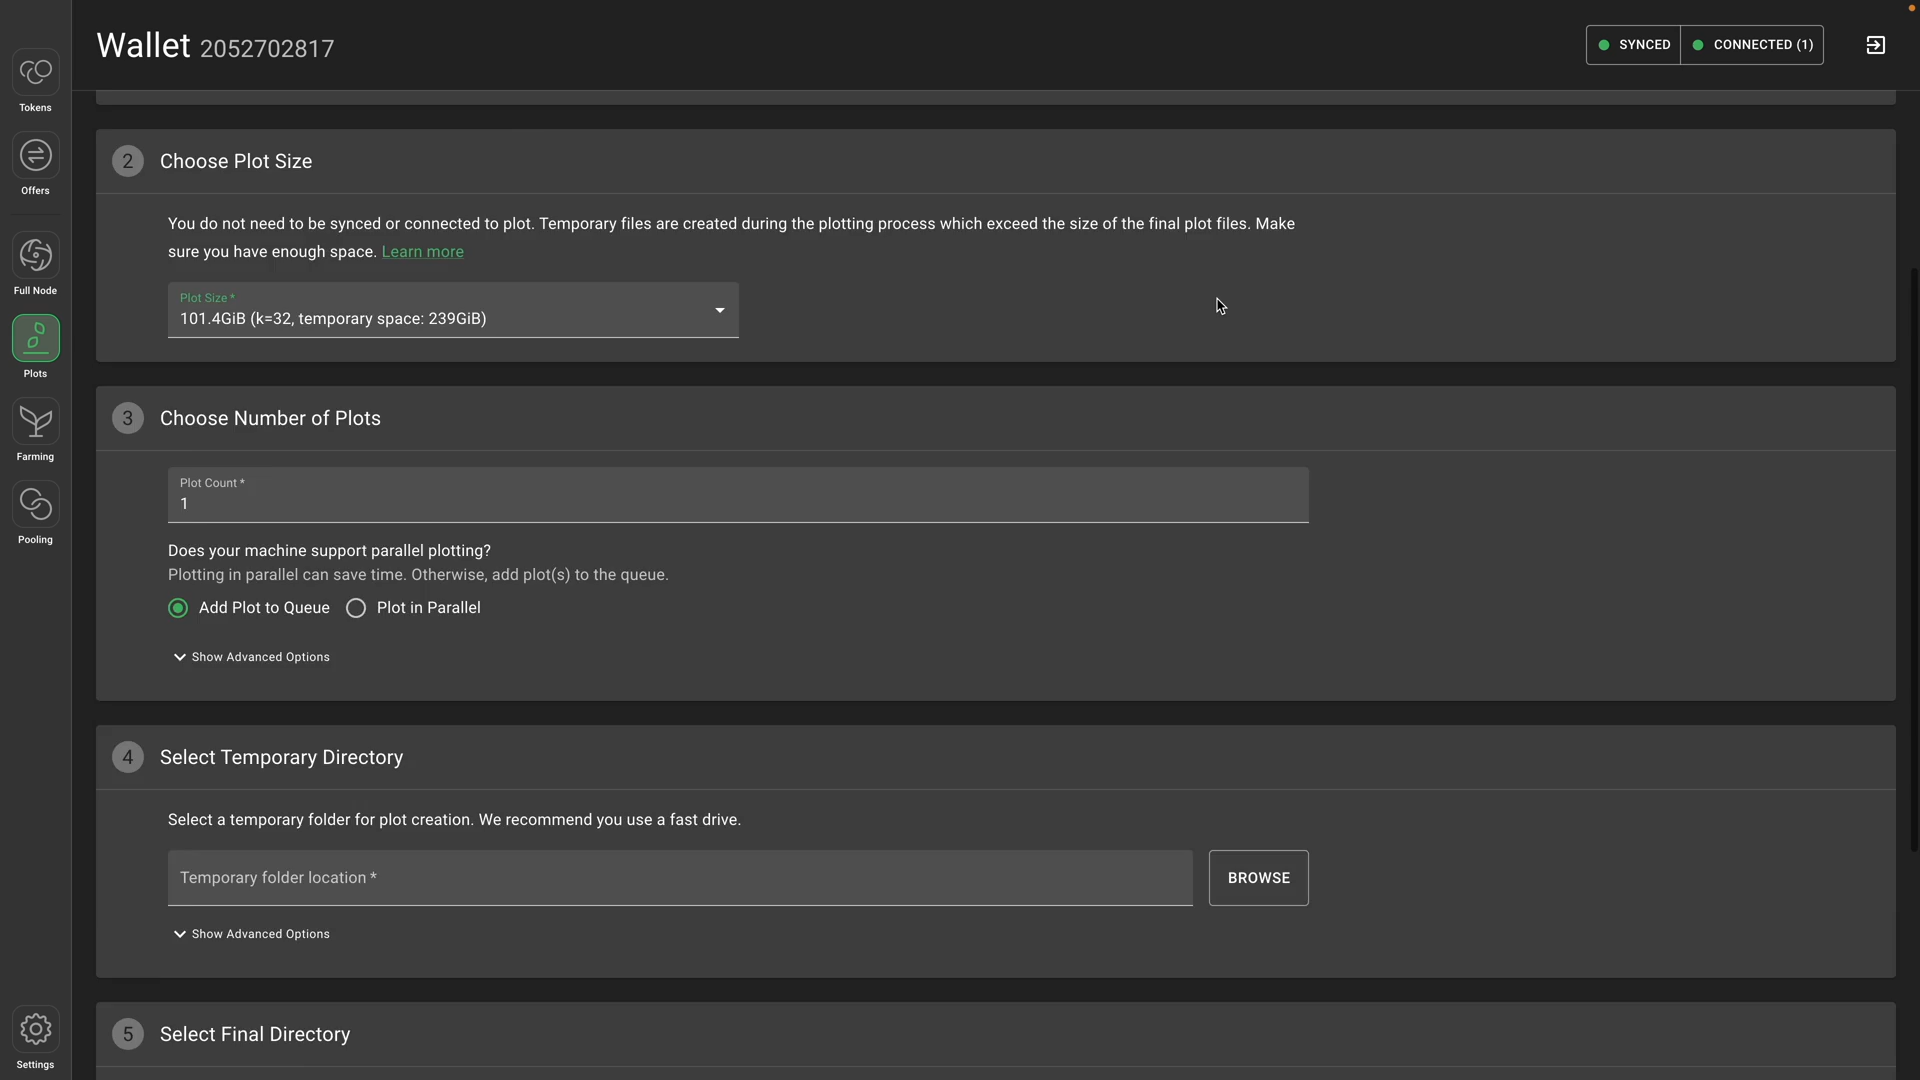 Wallet 2052702817
SYNCED
CONNECTED (1)
Tokens
Offers
Full Node
Plots
Farming
Pooling
Settings
2 Choose Plot Size
You do not need to be synced or connected to plot. Temporary files are created during the plotting process which exceed the size of the final plot files. Make
sure you have enough space. Learn more
Plot Size *
101.4GiB (k=32, temporary space: 239GiB)
3 Choose Number of Plots
Plot Count *
1
Does your machine support parallel plotting?
Plotting in parallel can save time. Otherwise, add plot(s) to the queue.
Add Plot to Queue Plot in Parallel
Show Advanced Options
4 Select Temporary Directory
Select a temporary folder for plot creation. We recommend you use a fast drive.
Temporary folder location *
BROWSE
Show Advanced Options
5 Select Final Directory